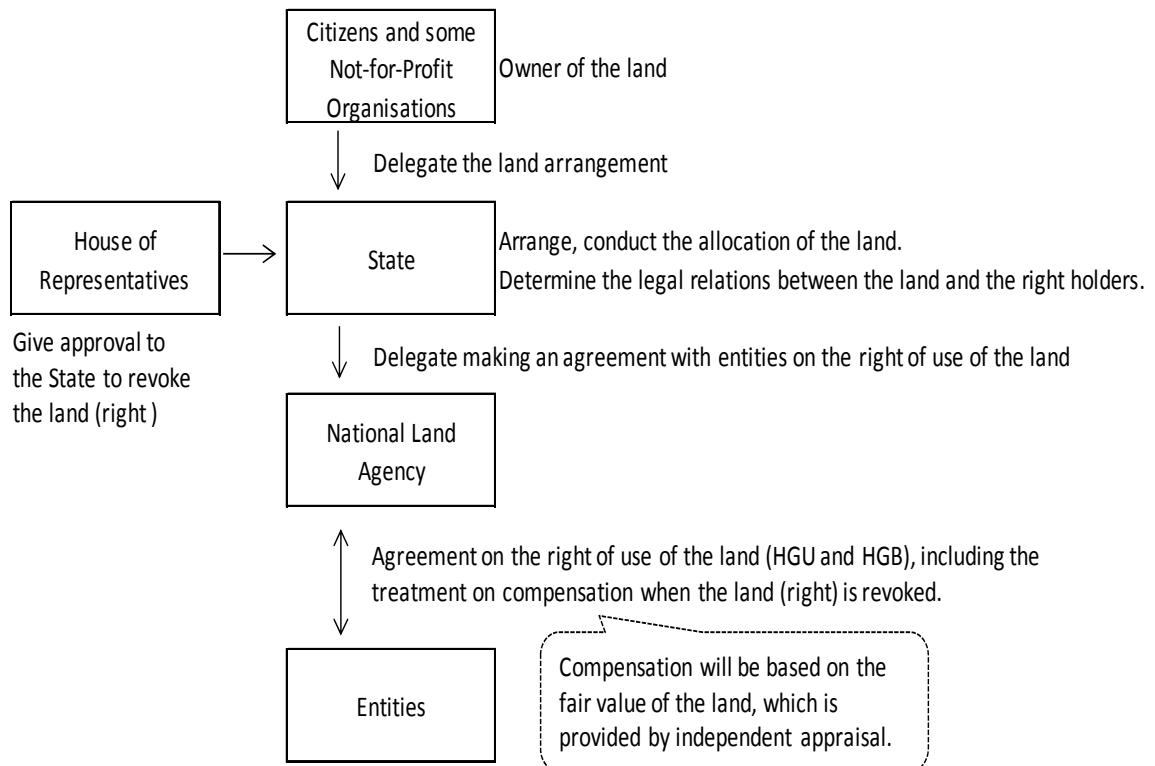 Citizens and some
Not-for-Profit
Organisations
Owner of the land
Delegate the land arrangement
House of
Representatives
Give approval to
the State to revoke
the land (right )
State
Arrange, conduct the allocation of the land.
Determine the legal relations between the land and the right holders.
Delegate making an agreement with entities on the right of use of the land
National Land
Agency
Agreement on the right of use of the land (HGU and HGB), including the
treatment on compensation when the land (right) is revoked.
Entities
Compensation will be based on the
fair value of the land, which is
provided by independent appraisal.